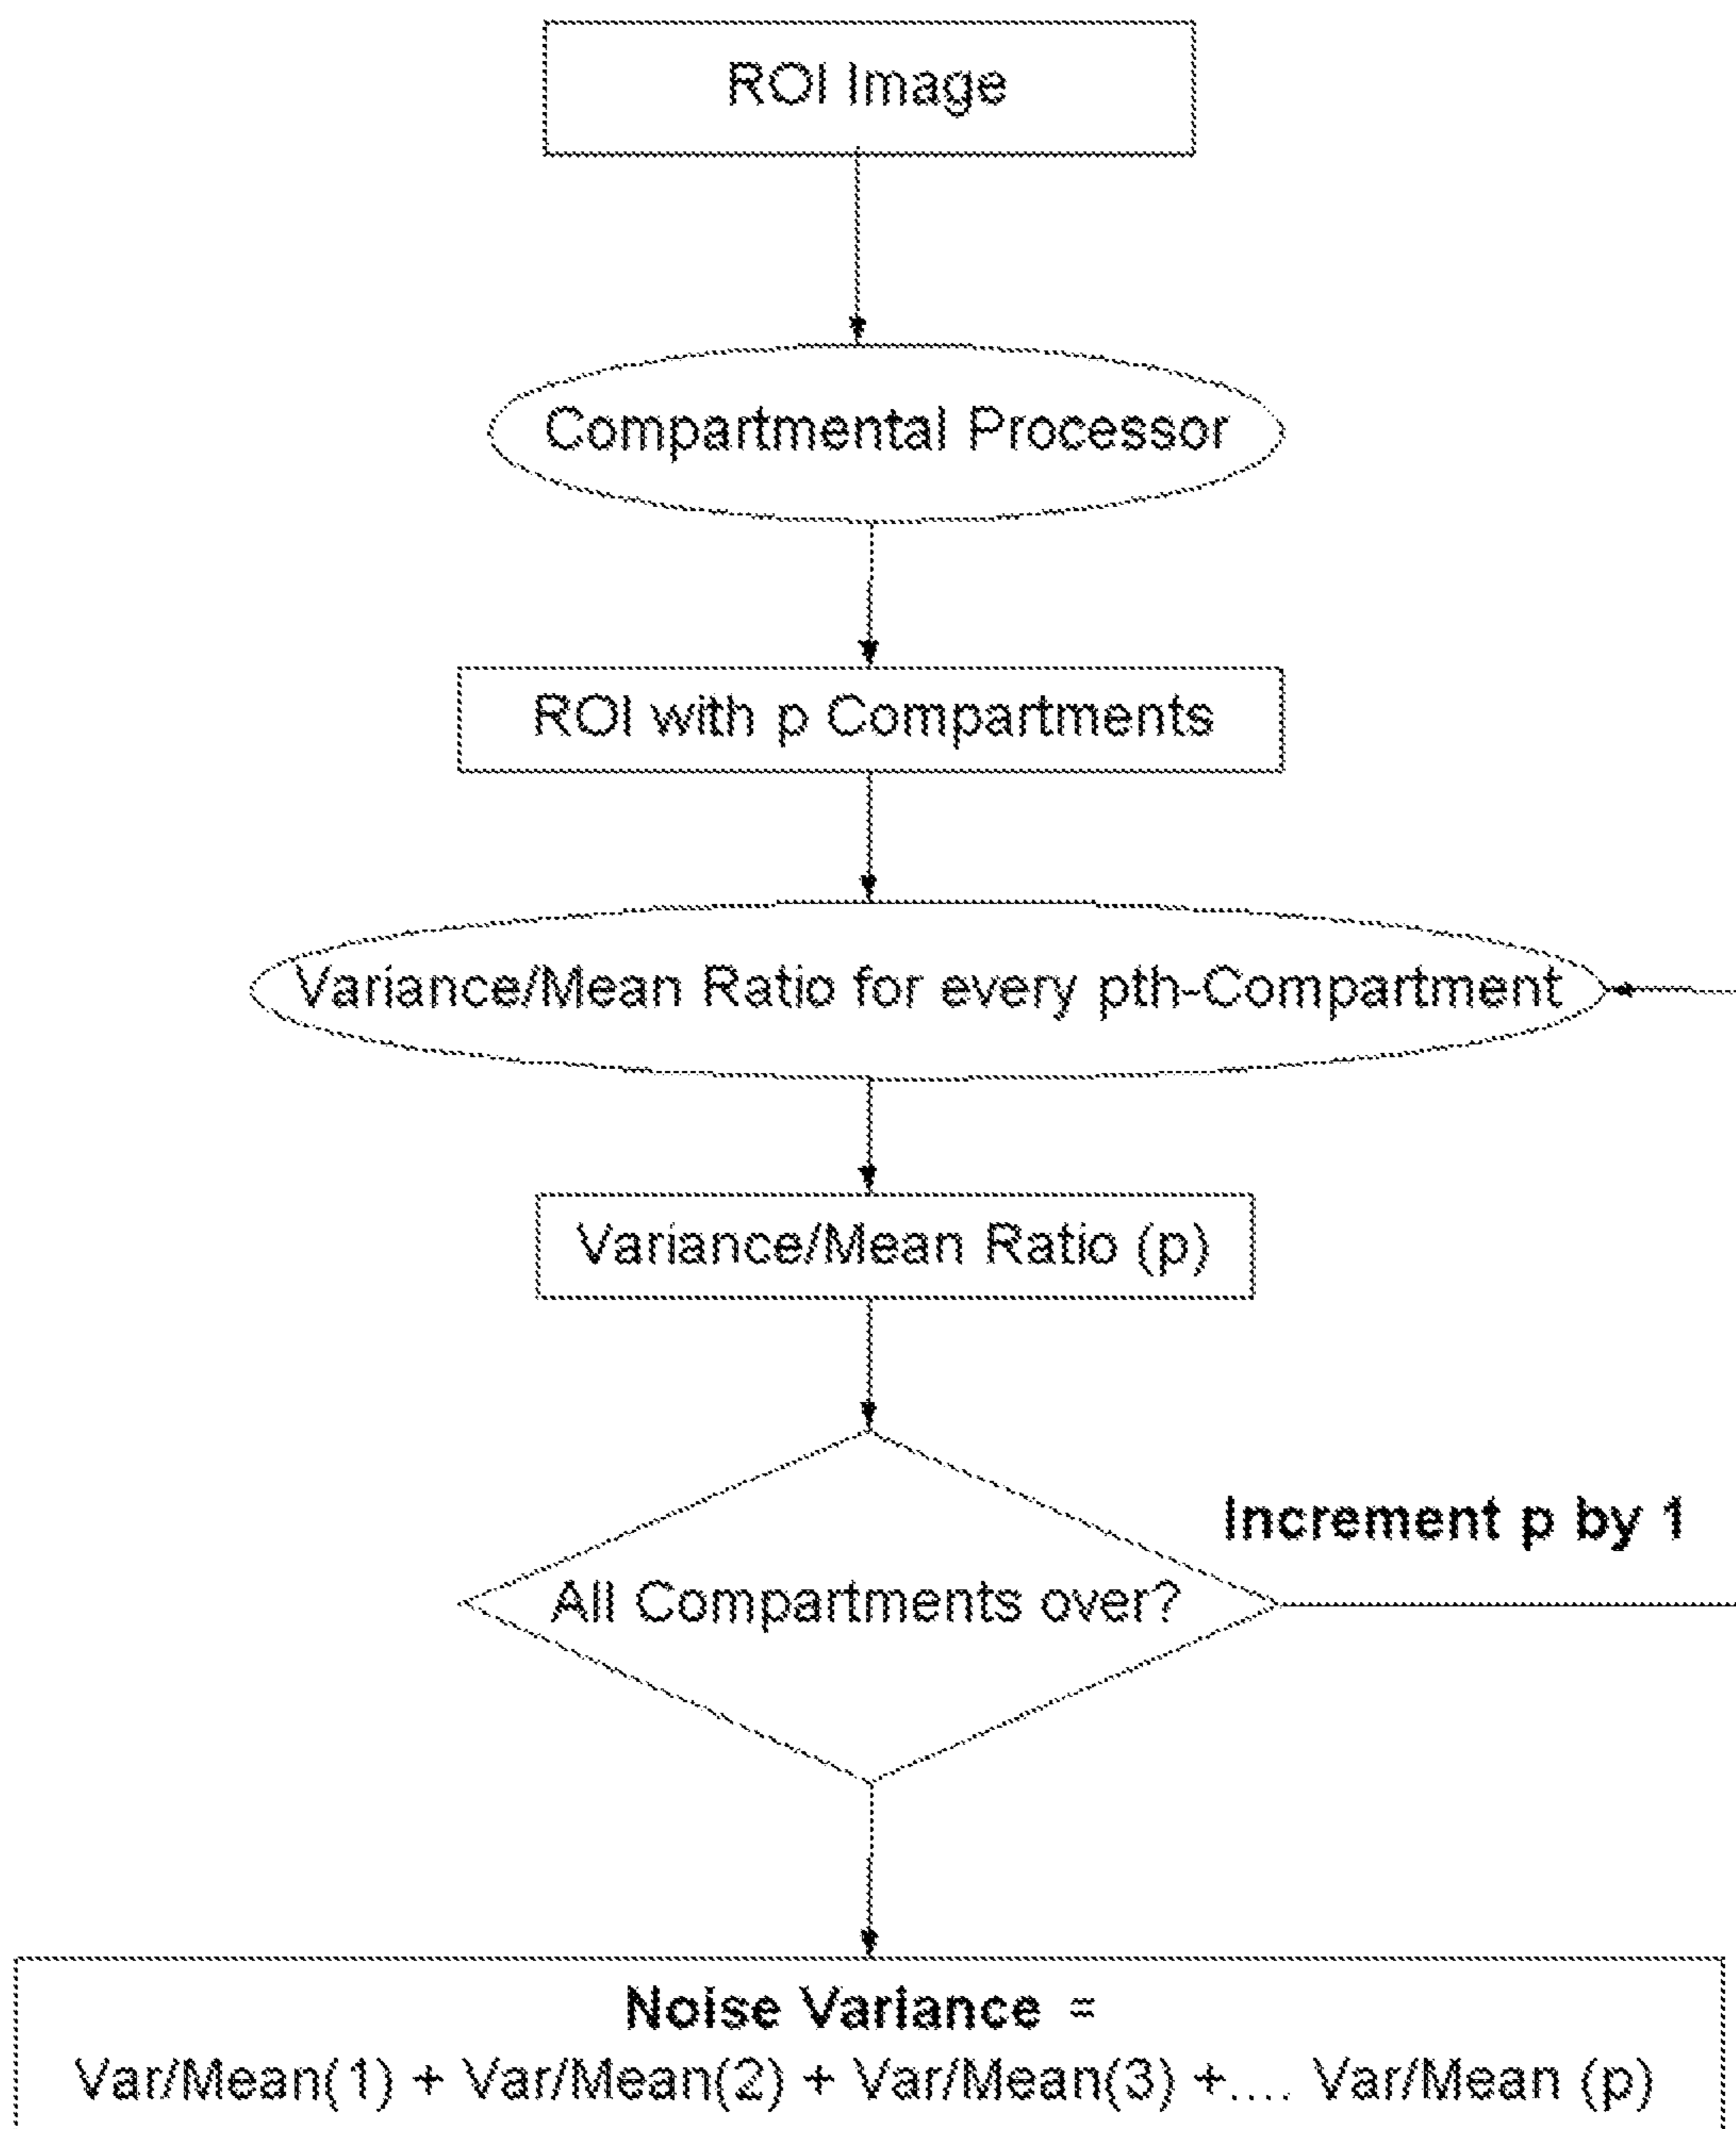 ROI Image
Compartmental Processor
ROI with p Compartments
Variance/Mean Ratio for every pth-Compartment
Variance/Mean Ratio (p)
Increment p by 1
All Compartments over?
Noise Variance =
Var/Mean(1) + Var/Mean(2) + Var/Mean(3) +.... Var/Mean (p)